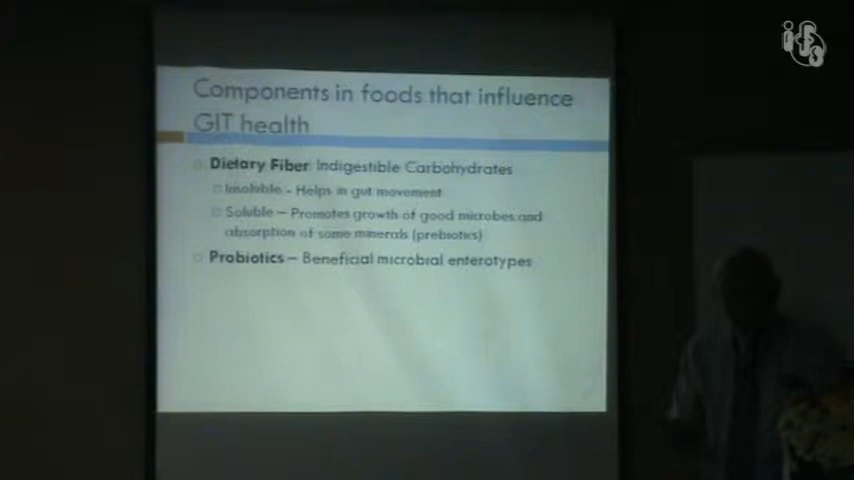 Components in foods that influence
GIT health
Dietary Fiber: Indigestible Carbohydrates
Insoluble - Helps in gut movement
Soluble – Promotes growth of good microbes and
absorption of some minerals (prebiotics)
Probiotics – Beneficial microbial enterotypes